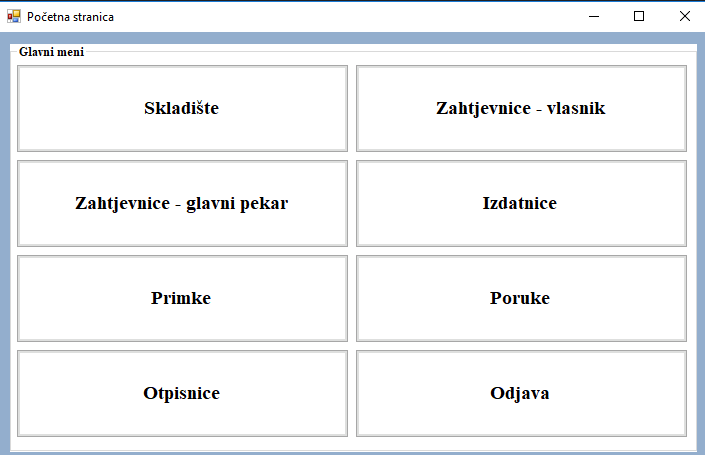 Početna stranica
Glavni meni
Skladište
Zahtjevnice - vlasnik
Zahtjevnice - glavni pekar
Izdatnice
Primke
Poruke
Otpisnice
Odjava